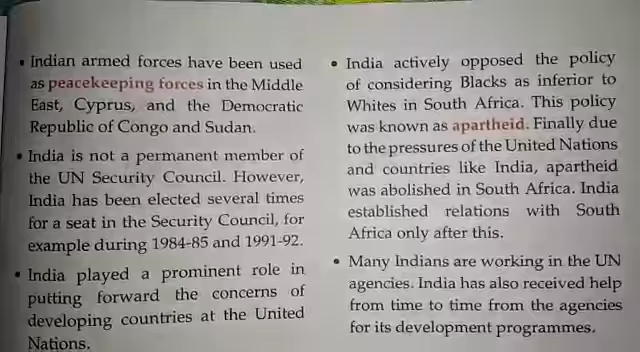 • Indian armed forces have been used
as peacekeeping forces in the Middle
East, Cyprus, and the Democratic
Republic of Congo and Sudan.
• India is not a permanent member of
the UN Security Council. However,
India has been elected several times
for a seat in the Security Council, for
example during 1984-85 and 1991-92.
• India played a prominent role in
putting forward the concerns of
developing countries at the United
Nations.
• India actively opposed the policy
of considering Blacks as inferior to
Whites in South Africa. This policy
was known as apartheid. Finally due
to the pressures of the United Nations
and countries like India, apartheid
was abolished in South Africa. India
established relations with South
Africa only after this.
• Many Indians are working in the UN
agencies. India has also received help
from time to time from the agencies
for its development programmes.